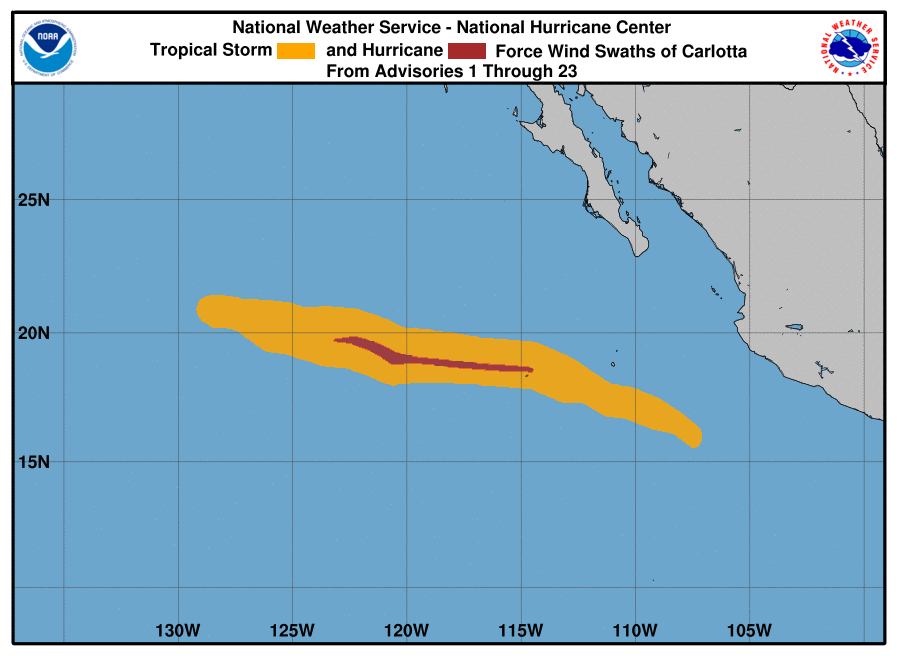 National Weather Service - National Hurricane Center
Tropical Storm and Hurricane Force Wind Swaths of Carlotta
From Advisories 1 Through 23
NOAA
NATIONAL WEATHER SERVICE
25N
20N
15N
130W 125W 120W 115W 110W 105W